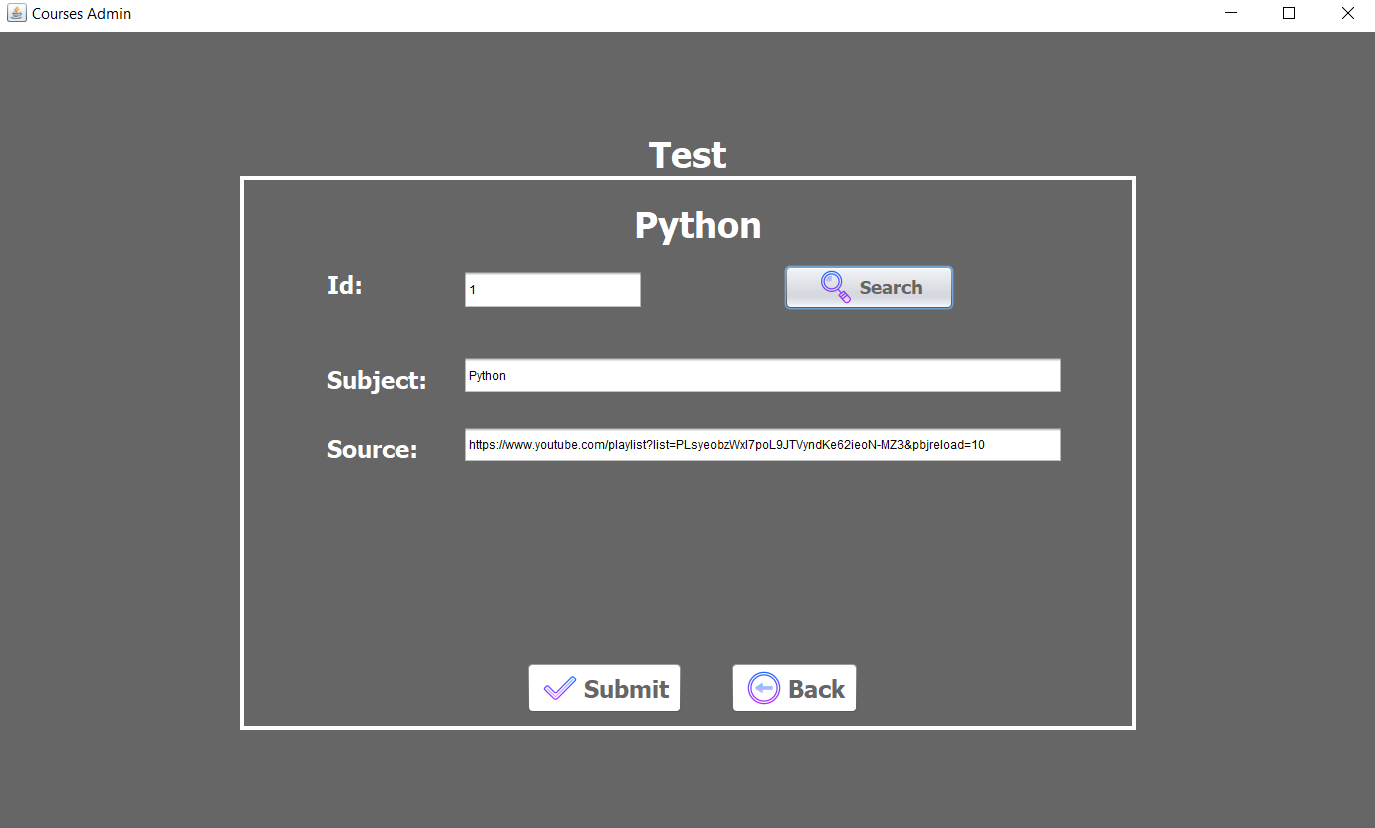 Courses Admin
Test
Python
Id: 1 Search
Subject: Python
Source: https://www.youtube.com/playlist?list=PLsyeobzWxl7poL9JTVyndKe62ieoN-MZ3&pbjreload=10
Submit Back